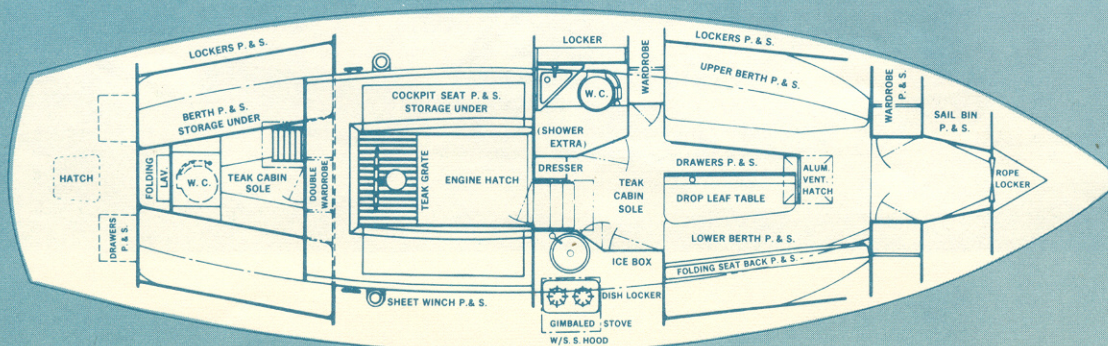 LOCKERS P. & S.
BERTH P. & S.
STORAGE UNDER
HATCH
FOLDING
LAV.
W. C.
TEAK CABIN
SOLE
DOUBLE
WARDROBE
DRAWERS
P. & S.
COCKPIT SEAT P. & S.
STORAGE UNDER
TEAK GRATE
ENGINE HATCH
SHEET WINCH P. & S.
LOCKER
W. C.
(SHOWER
EXTRA)
DRESSER
WARDROBE
TEAK
CABIN
SOLE
ICE BOX
DISH LOCKER
GIMBALED STOVE
W/S. S. HOOD
LOCKERS P. & S.
UPPER BERTH P. & S.
DRAWERS P. & S.
DROP LEAF TABLE
ALUM.
VENT
HATCH
LOWER BERTH P. & S.
FOLDING SEAT BACK P. & S.
WARDROBE
P. & S.
SAIL BIN
P. & S.
ROPE
LOCKER